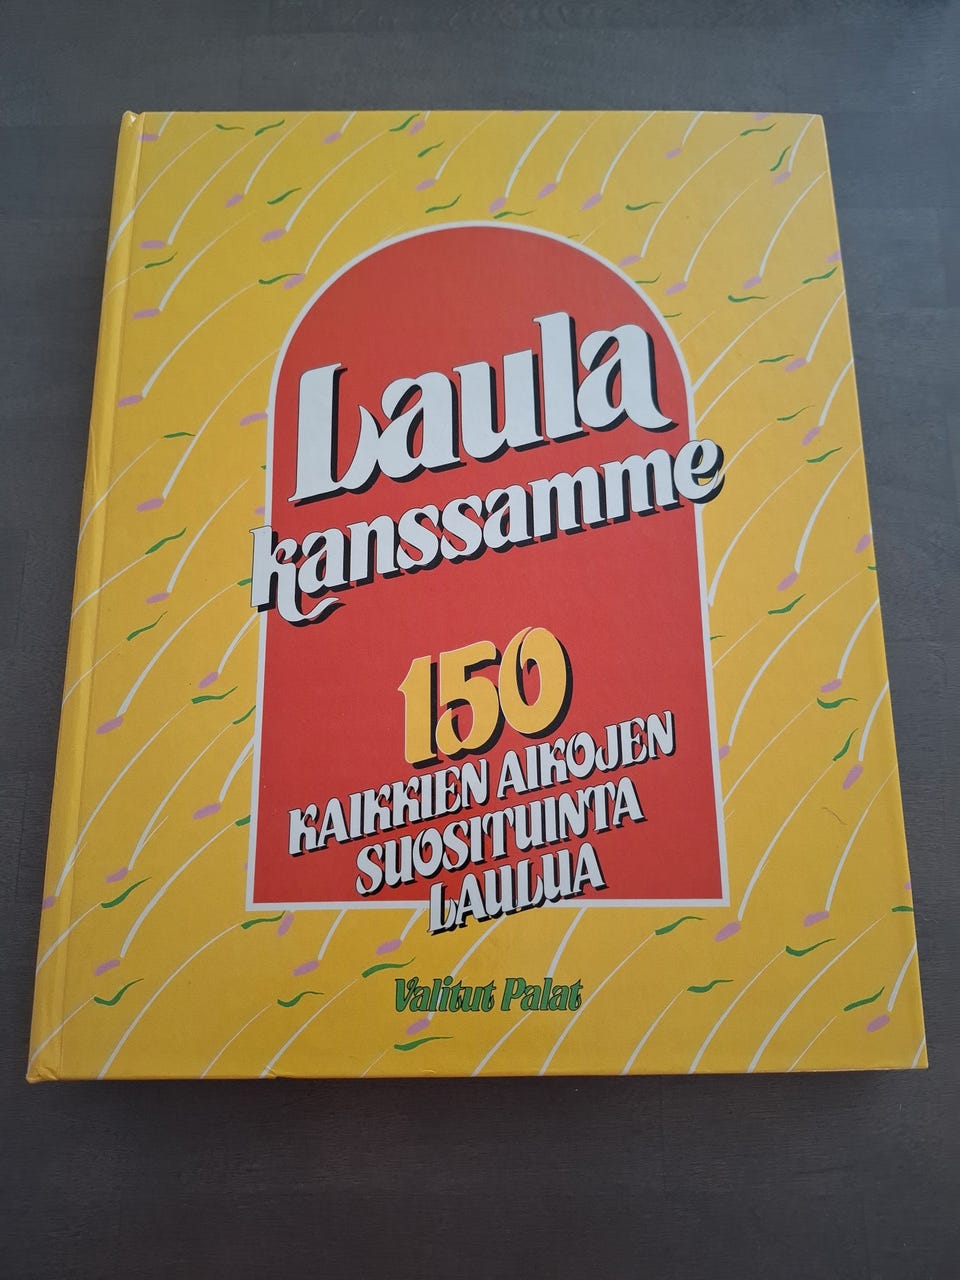 Laula
kanssamme
150
KAIKKIEN AIKOJEN
SUOSITUINTA
LAULUA
Valitut Palat